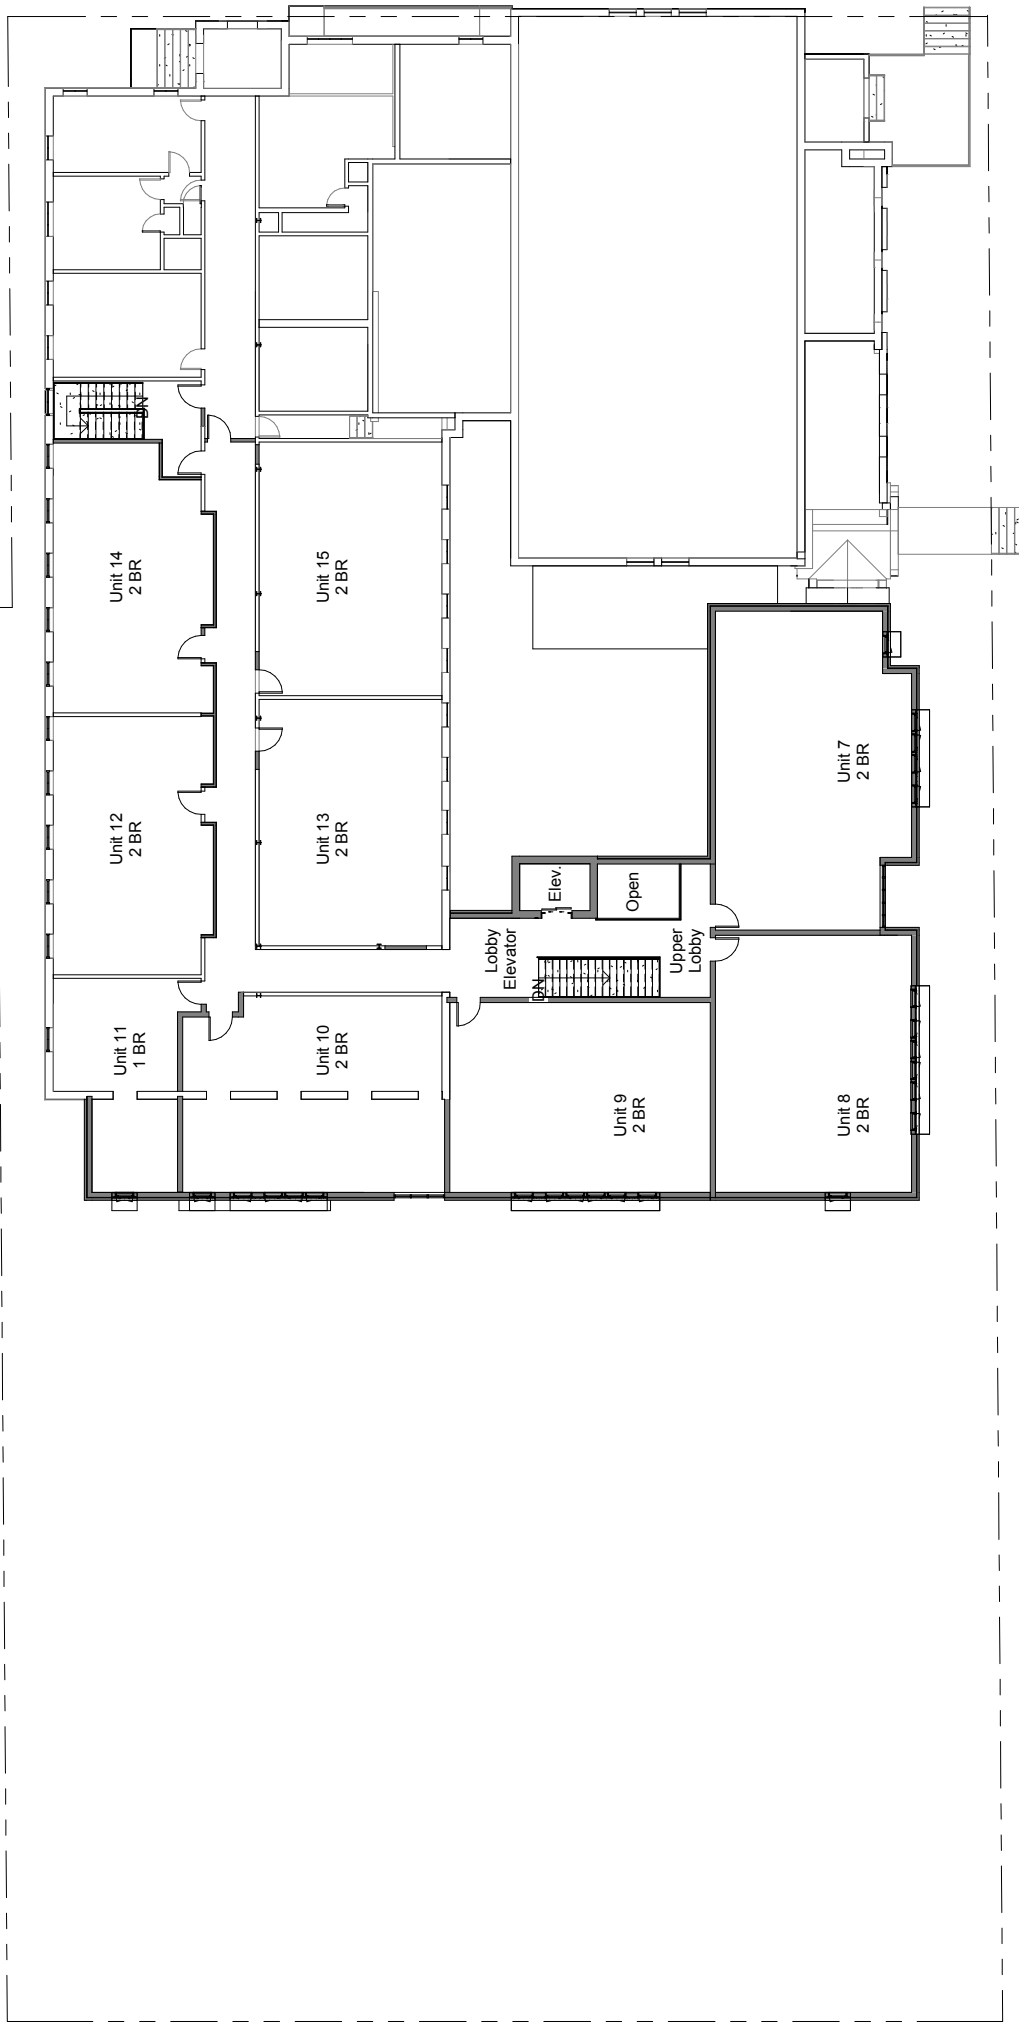 Unit 14
2 BR
Unit 15
2 BR
Unit 12
2 BR
Unit 13
2 BR
Unit 7
2 BR
Unit 11
1 BR
Unit 10
2 BR
Unit 9
2 BR
Unit 8
2 BR
Lobby
Elevator
Elev.
Open
Upper
Lobby
DN
DN